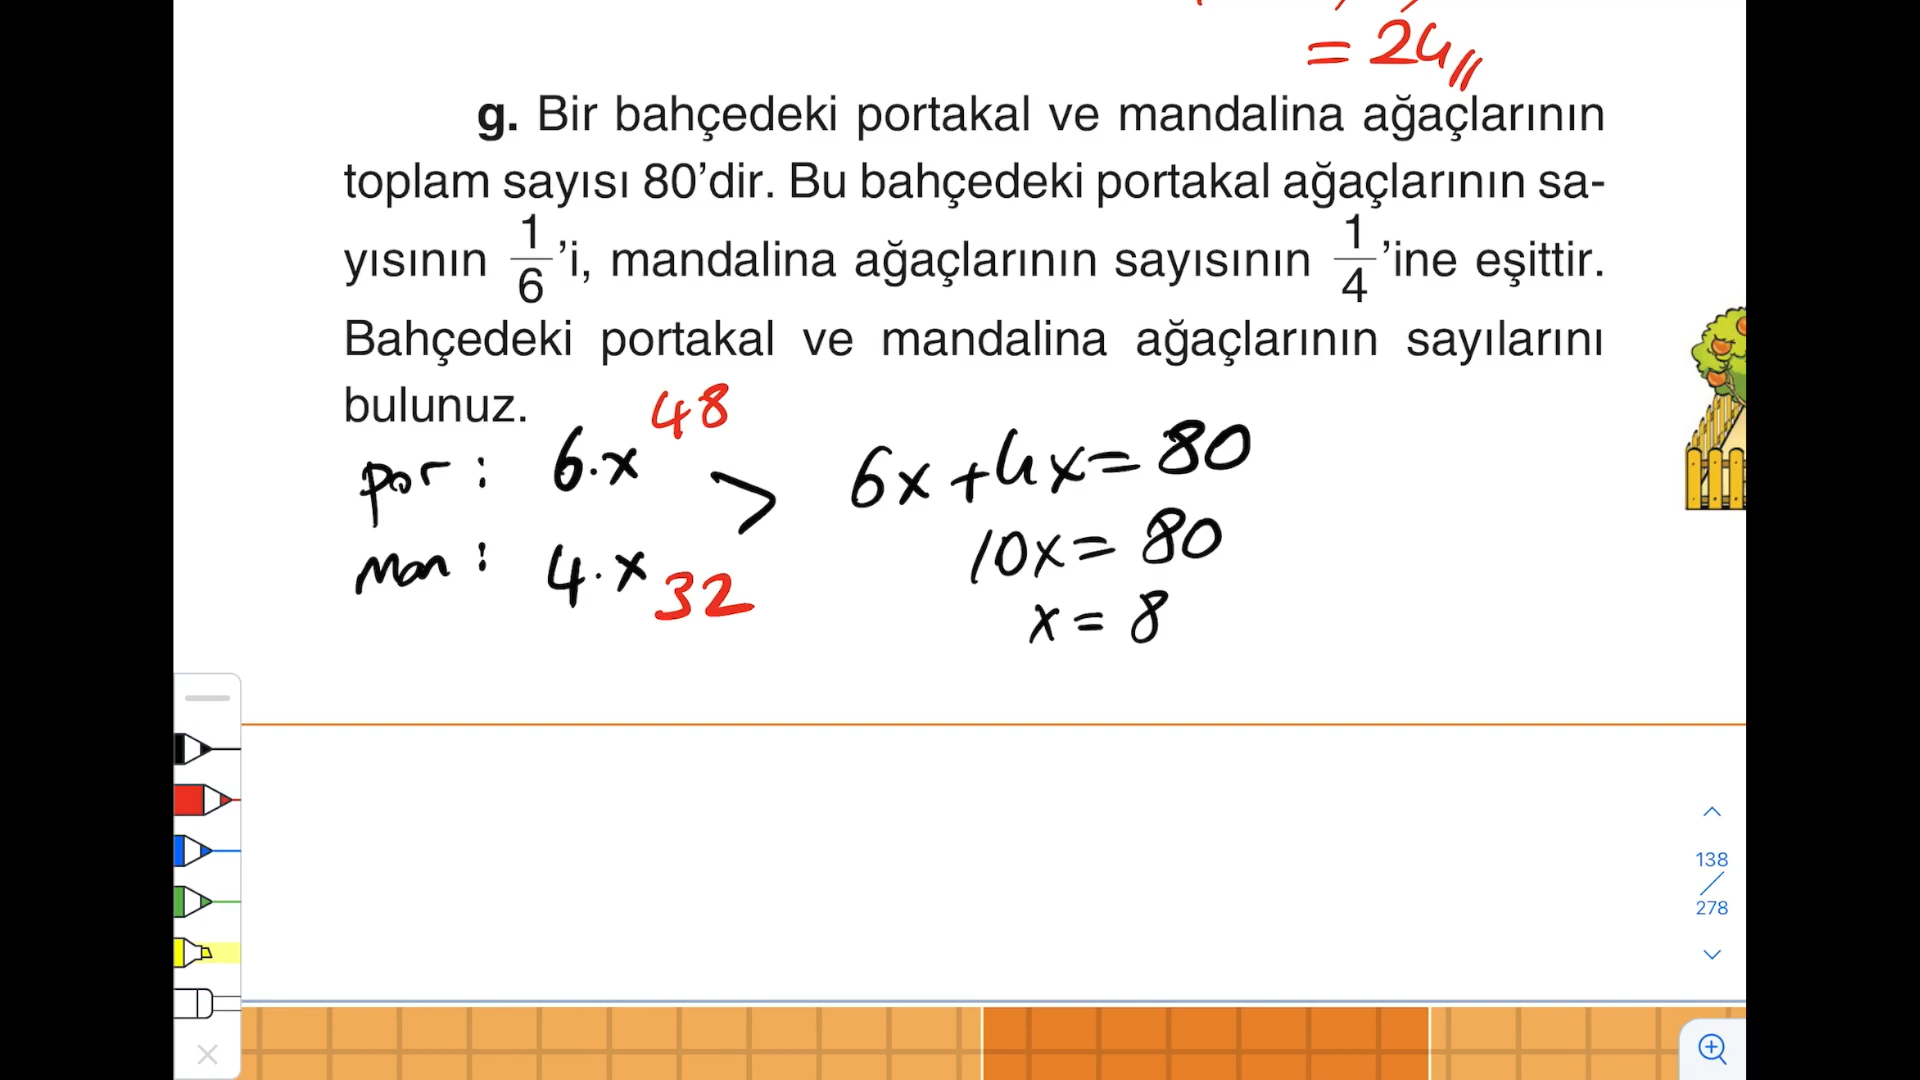 = 24//
g. Bir bahçedeki portakal ve mandalina ağaçlarının
toplam sayısı 80’dir. Bu bahçedeki portakal ağaçlarının sa-
yısının 1/6 ’i, mandalina ağaçlarının sayısının 1/4 ’ine eşittir.
Bahçedeki portakal ve mandalina ağaçlarının sayılarını
bulunuz.
por : 6.x 48
man : 4.x 32
> 6x + 4x = 80
10x = 80
x = 8
138
/
278